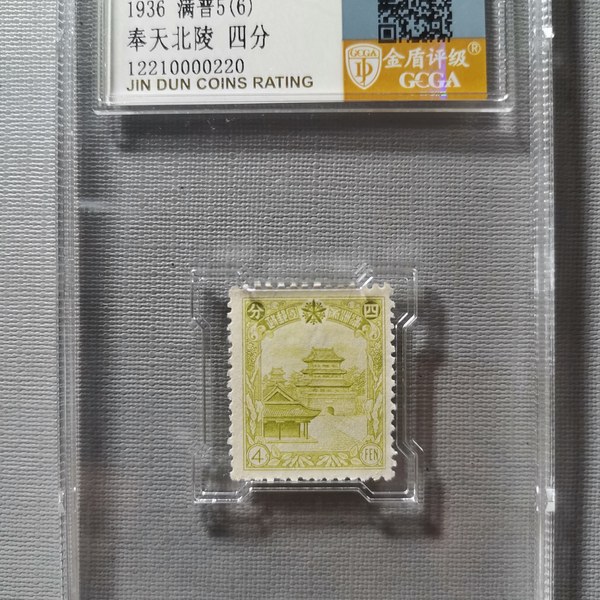 1936 满普5(6)
奉天北陵 四分
12210000220
JIN DUN COINS RATING
金盾评级®
GCGA
GCGA
分 四
4 FEN